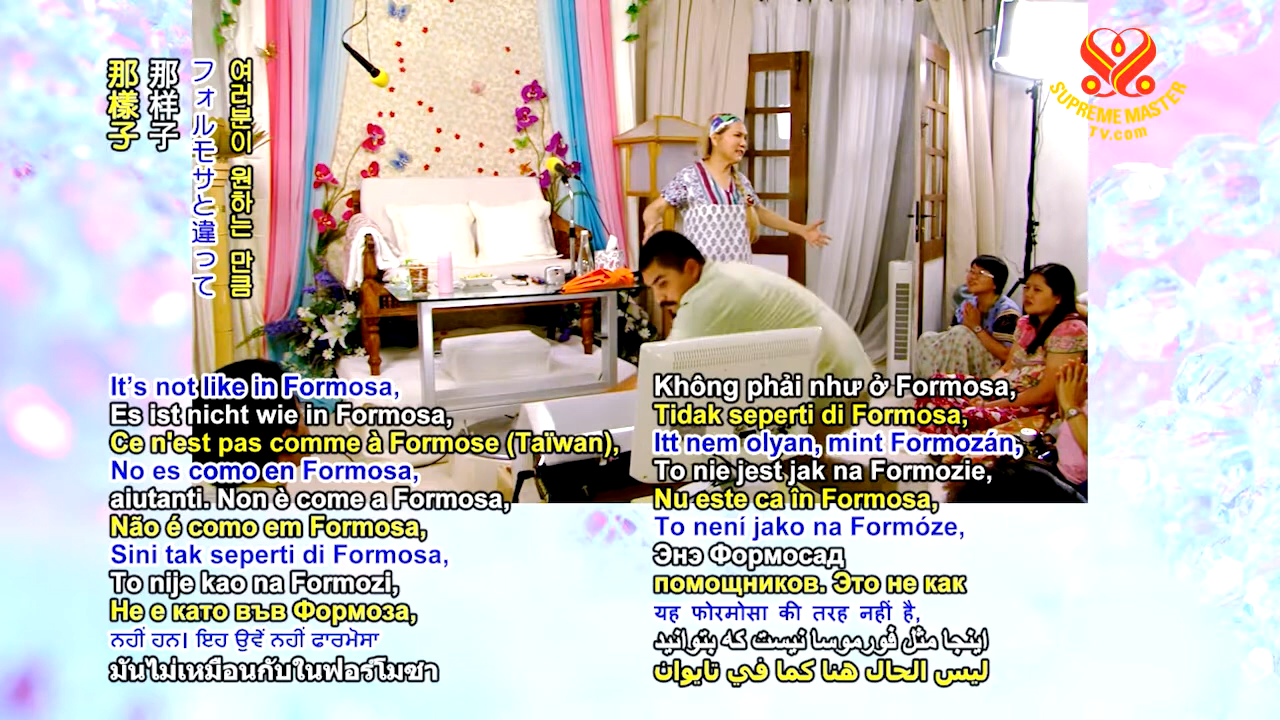 那樣子
那样子
フォルモサと違って
여러분이 원하는 만큼
SUPREME MASTER
TV.com
It's not like in Formosa,
Es ist nicht wie in Formosa,
Ce n'est pas comme à Formose (Taïwan),
No es como en Formosa,
aiutanti. Non è come a Formosa,
Não é como em Formosa,
Sini tak seperti di Formosa,
To nije kao na Formozi,
Не е като във Формоза,
ਨਹੀਂ ਹਨ। ਇਹ ਉਵੇਂ ਨਹੀਂ ਫਾਰਮੋਸਾ
มันไม่เหมือนกับในฟอร์โมซา
Không phải như ở Formosa,
Tidak seperti di Formosa,
Itt nem olyan, mint Formozán,
To nie jest jak na Formozie,
Nu este ca în Formosa,
To není jako na Formóze,
Энэ Формосад
помощников. Это не как
यह फोरमोसा की तरह नहीं है,
اینجا مثل فورموسا نیست که بتوانید
ليس الحال هنا كما في تايوان